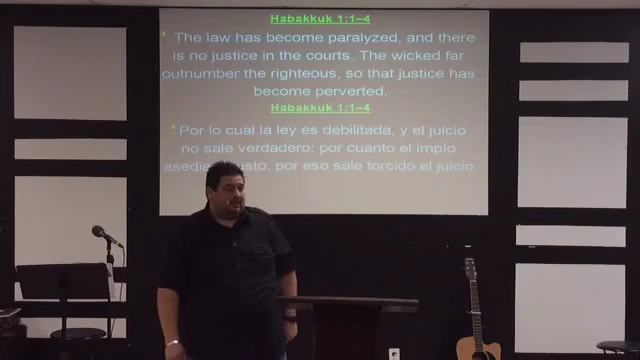 Habakkuk 1:1–4
4 The law has become paralyzed, and there
is no justice in the courts. The wicked far
outnumber the righteous, so that justice has
become perverted.
Habakkuk 1:1–4
4 Por lo cual la ley es debilitada, y el juicio
no sale verdadero: por cuanto el impío
asedia usto, por eso sale torcido el juicio.